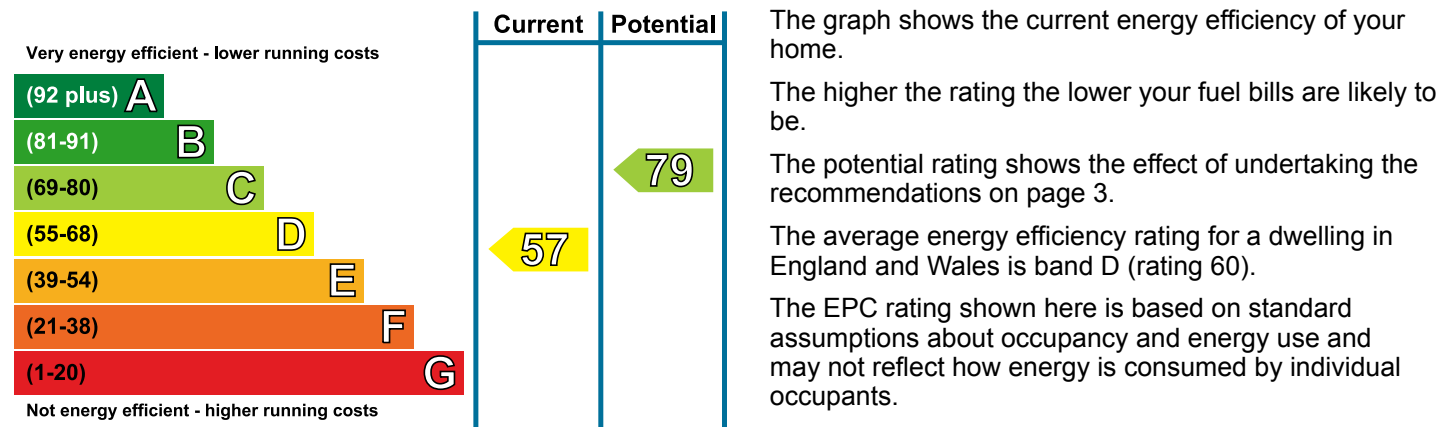 Current Potential
Very energy efficient - lower running costs
(92 plus) A
(81-91) B
(69-80) C
(55-68) D
(39-54) E
(21-38) F
(1-20) G
Not energy efficient - higher running costs
79
57
The graph shows the current energy efficiency of your
home.
The higher the rating the lower your fuel bills are likely to
be.
The potential rating shows the effect of undertaking the
recommendations on page 3.
The average energy efficiency rating for a dwelling in
England and Wales is band D (rating 60).
The EPC rating shown here is based on standard
assumptions about occupancy and energy use and
may not reflect how energy is consumed by individual
occupants.